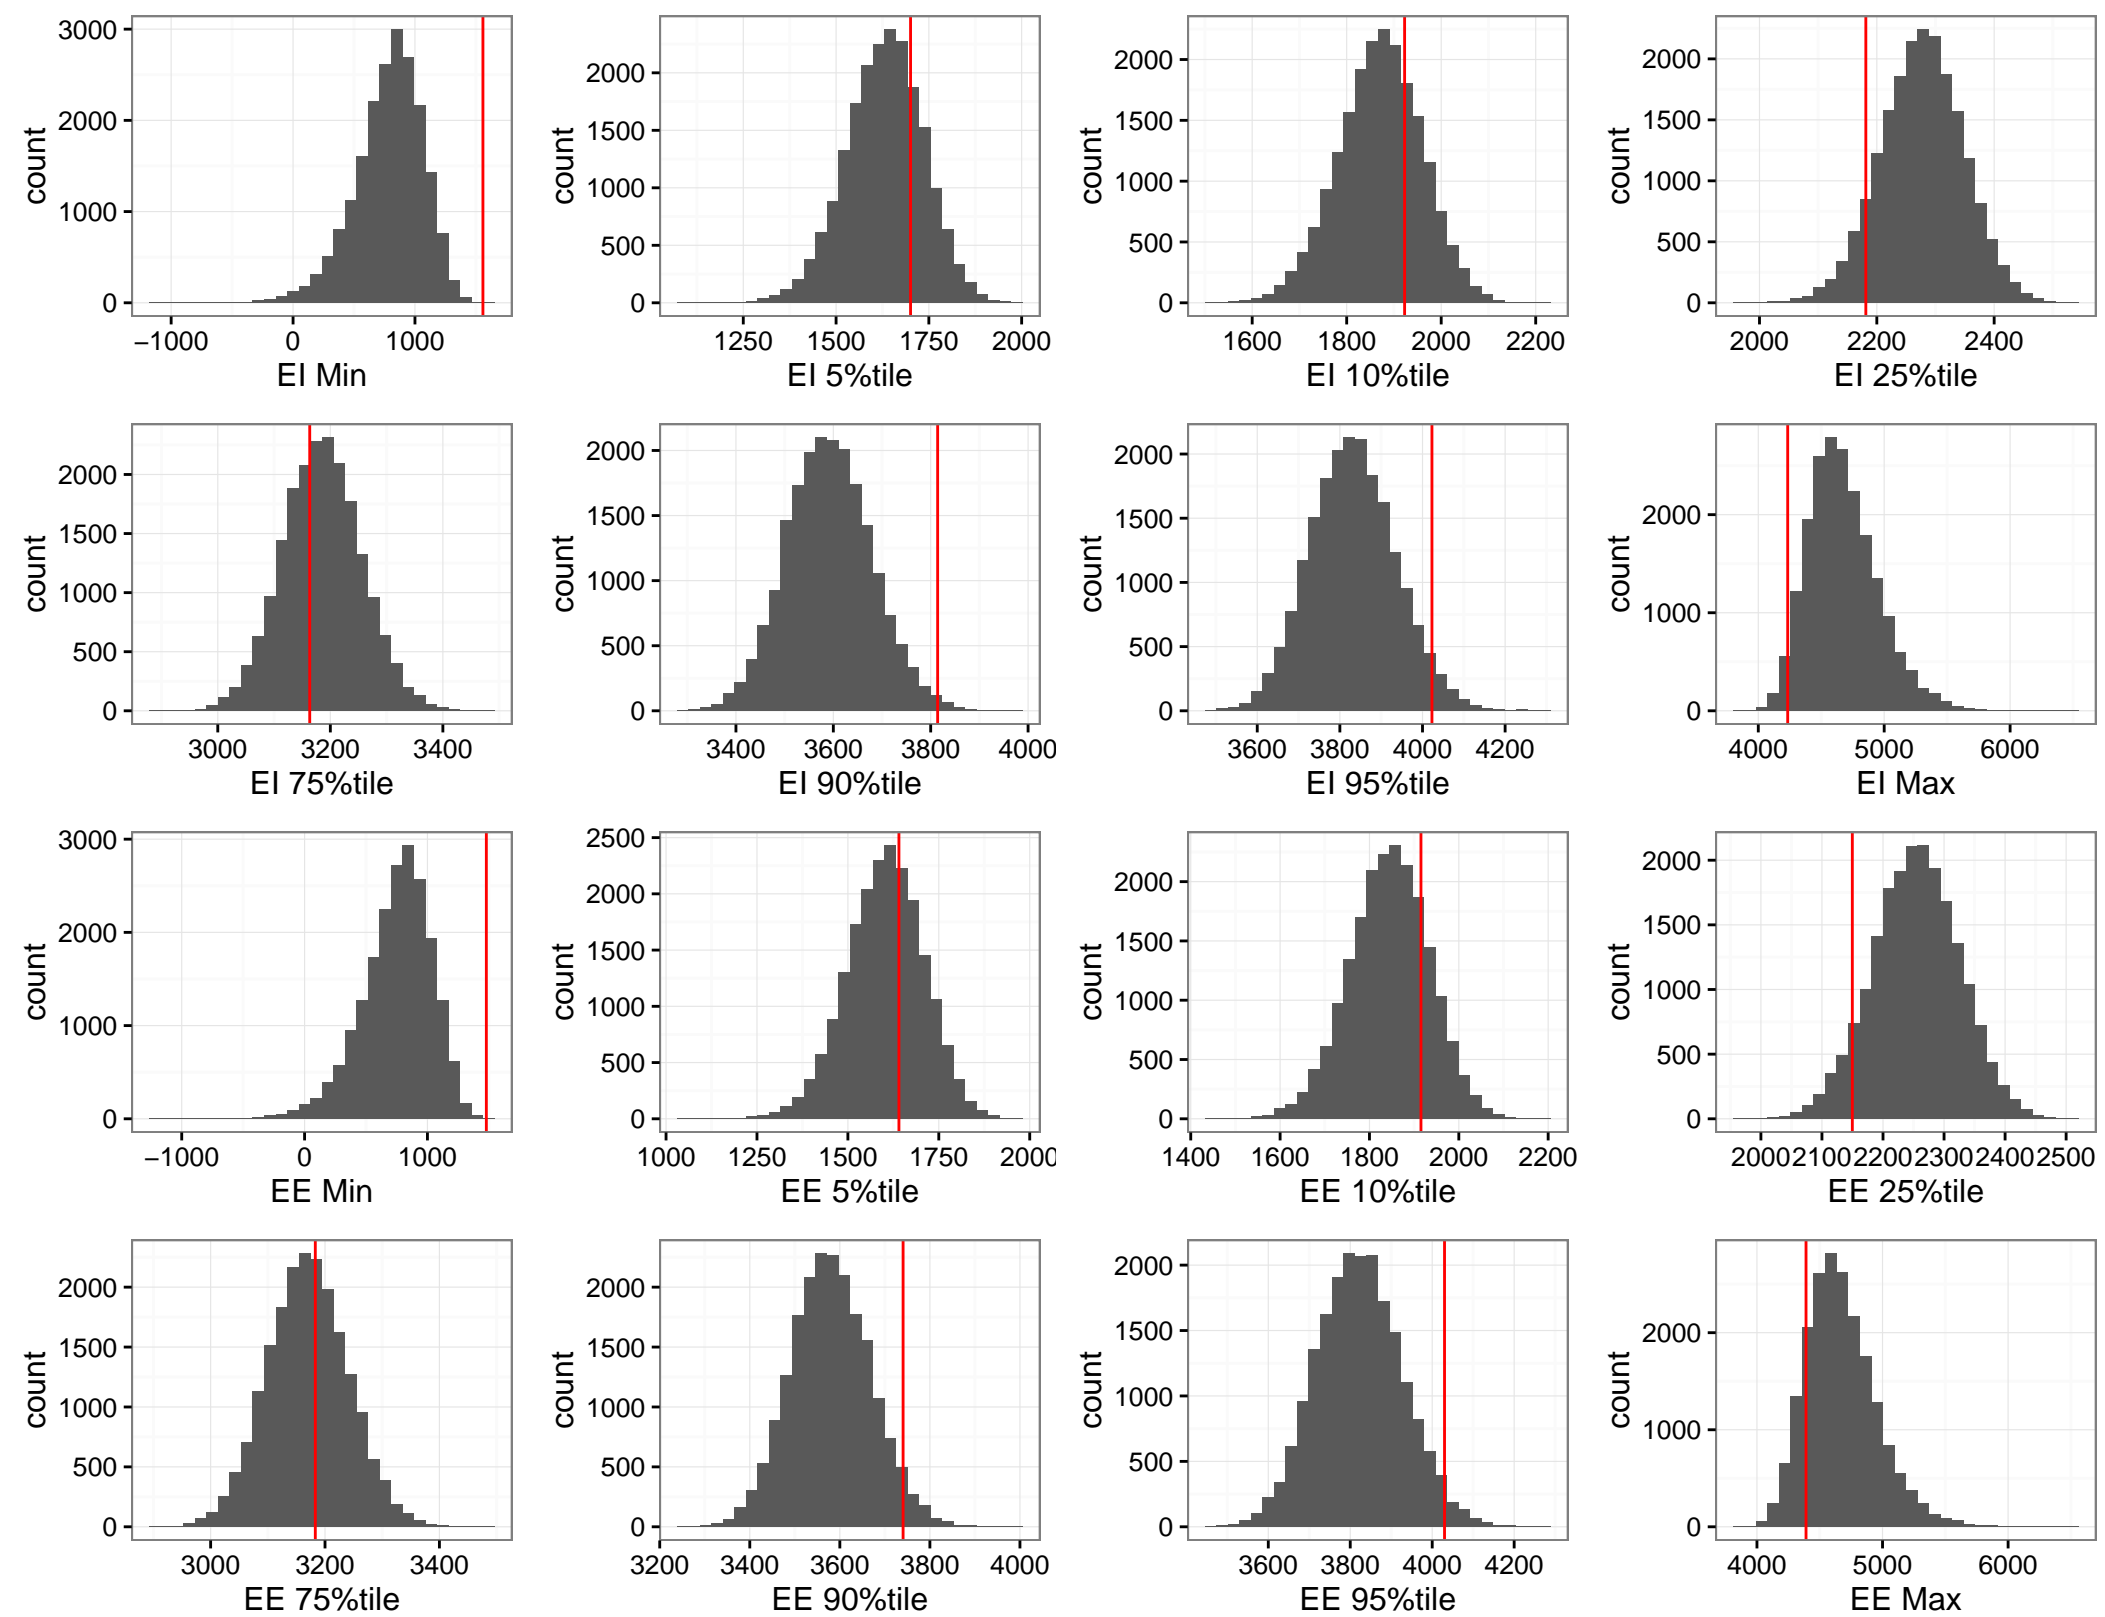 count
3000
2000
1000
0
−1000 0 1000
EI Min
count
2000
1500
1000
500
0
1250 1500 1750 2000
EI 5%tile
count
2000
1500
1000
500
0
1600 1800 2000 2200
EI 10%tile
count
2000
1500
1000
500
0
2000 2200 2400
EI 25%tile
count
2000
1500
1000
500
0
3000 3200 3400
EI 75%tile
count
2000
1500
1000
500
0
3400 3600 3800 4000
EI 90%tile
count
2000
1500
1000
500
0
3600 3800 4000 4200
EI 95%tile
count
2000
1000
0
4000 5000 6000
EI Max
count
3000
2000
1000
0
−1000 0 1000
EE Min
count
2500
2000
1500
1000
500
0
1000 1250 1500 1750 2000
EE 5%tile
count
2000
1500
1000
500
0
1400 1600 1800 2000 2200
EE 10%tile
count
2000
1500
1000
500
0
2000 2100 2200 2300 2400 2500
EE 25%tile
count
2000
1500
1000
500
0
3000 3200 3400
EE 75%tile
count
2000
1500
1000
500
0
3200 3400 3600 3800 4000
EE 90%tile
count
2000
1500
1000
500
0
3600 3800 4000 4200
EE 95%tile
count
2000
1000
0
4000 5000 6000
EE Max